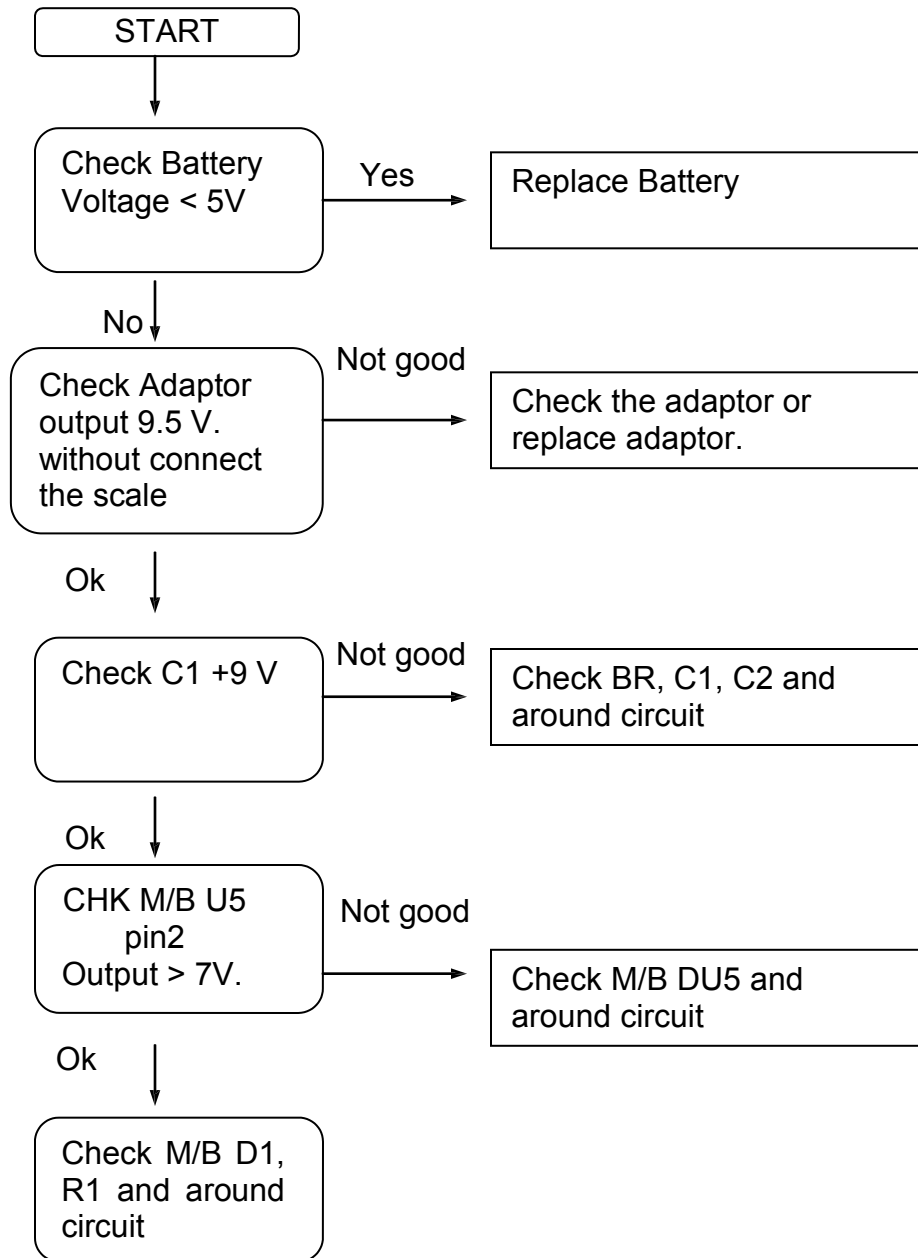 START
Check Battery
Voltage < 5V
Yes
Replace Battery
No
Check Adaptor
output 9.5 V.
without connect
the scale
Not good
Check the adaptor or
replace adaptor.
Ok
Check C1 +9 V
Not good
Check BR, C1, C2 and
around circuit
Ok
CHK M/B U5
pin2
Output > 7V.
Not good
Check M/B DU5 and
around circuit
Ok
Check M/B D1,
R1 and around
circuit